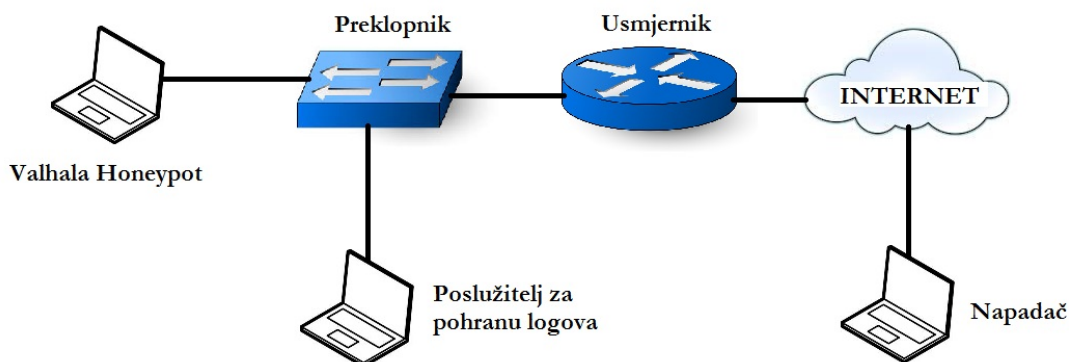 Preklopnik
Usmjernik
INTERNET
Valhala Honeypot
Poslužitelj za
pohranu logova
Napadač